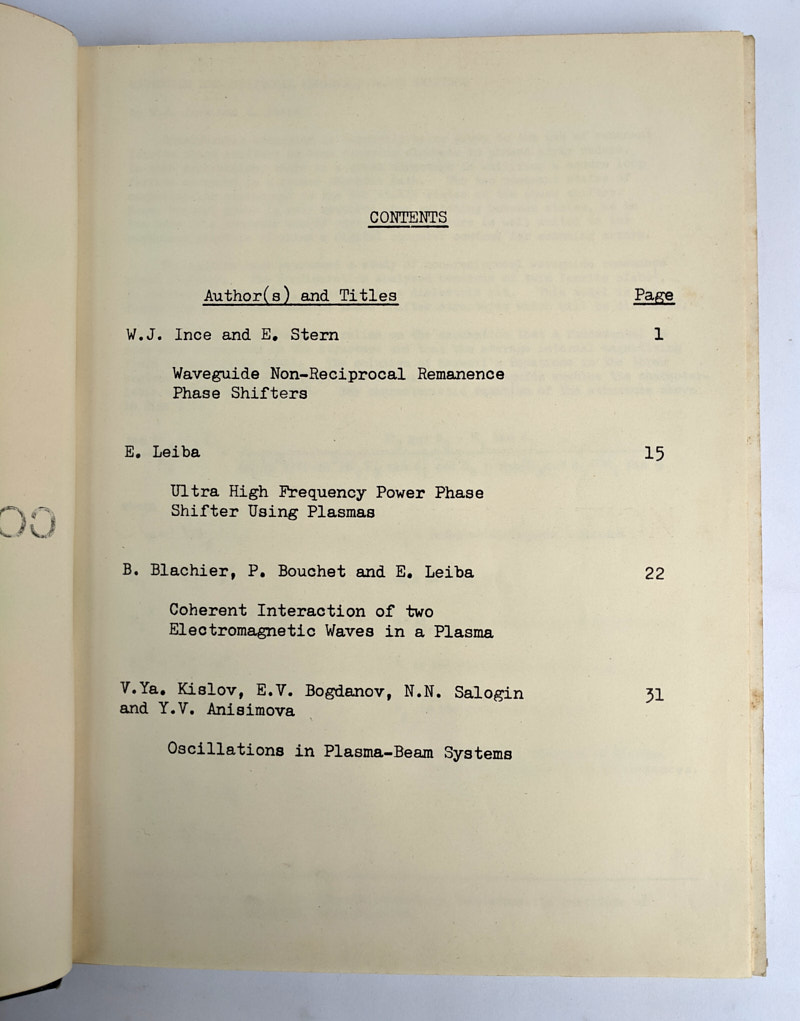 CONTENTS
Author(s) and Titles Page
W.J. Ince and E. Stern 1
Waveguide Non-Reciprocal Remanence
Phase Shifters
E. Leiba 15
Ultra High Frequency Power Phase
Shifter Using Plasmas
B. Blachier, P. Bouchet and E. Leiba 22
Coherent Interaction of two
Electromagnetic Waves in a Plasma
V.Ya. Kislov, E.V. Bogdanov, N.N. Salogin 31
and Y.V. Anisimova
Oscillations in Plasma-Beam Systems